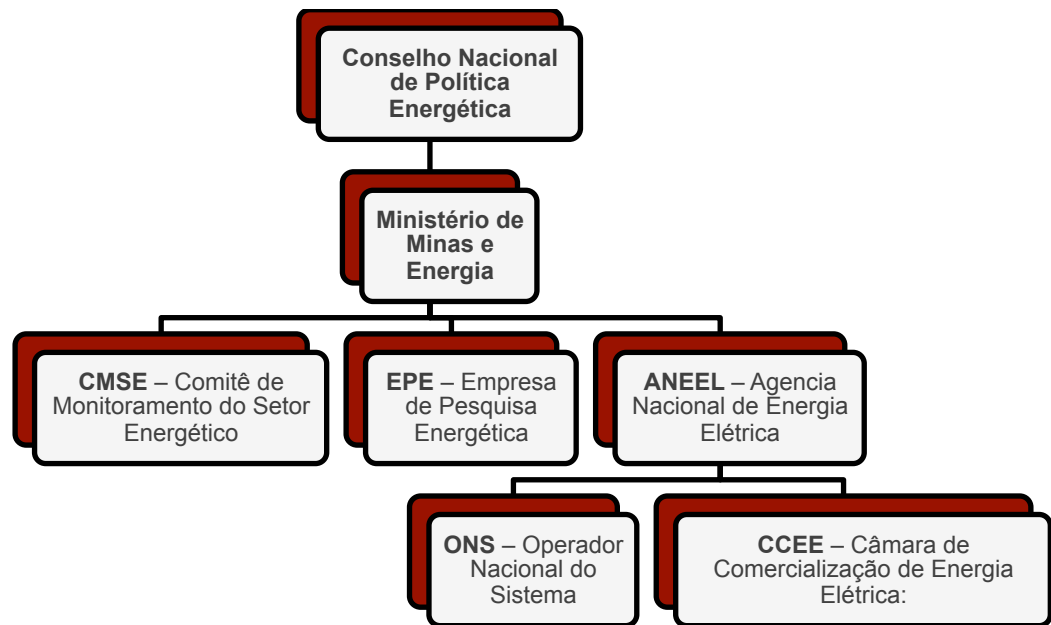 Conselho Nacional
de Política
Energética
Ministério de
Minas e
Energia
CMSE – Comitê de
Monitoramento do Setor
Energético
EPE – Empresa
de Pesquisa
Energética
ANEEL – Agencia
Nacional de Energia
Elétrica
ONS – Operador
Nacional do
Sistema
CCEE – Câmara de
Comercialização de Energia
Elétrica: